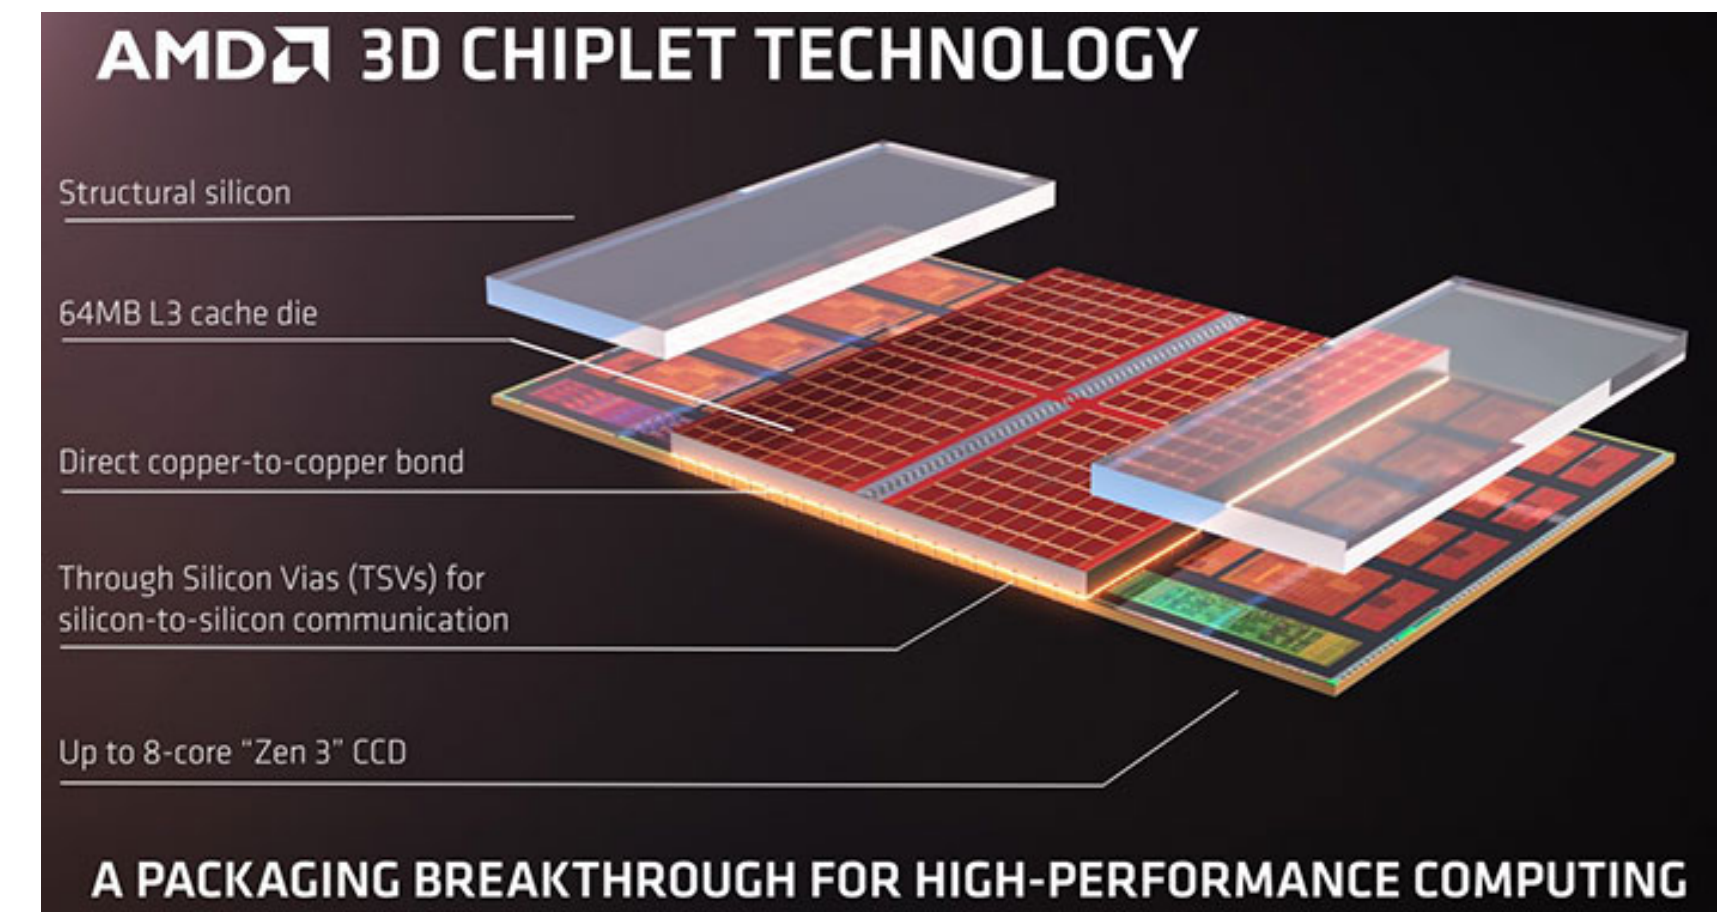 AMD 3D CHIPLET TECHNOLOGY
Structural silicon
64MB L3 cache die
Direct copper-to-copper bond
Through Silicon Vias (TSVs) for
silicon-to-silicon communication
Up to 8-core “Zen 3” CCD
A PACKAGING BREAKTHROUGH FOR HIGH-PERFORMANCE COMPUTING